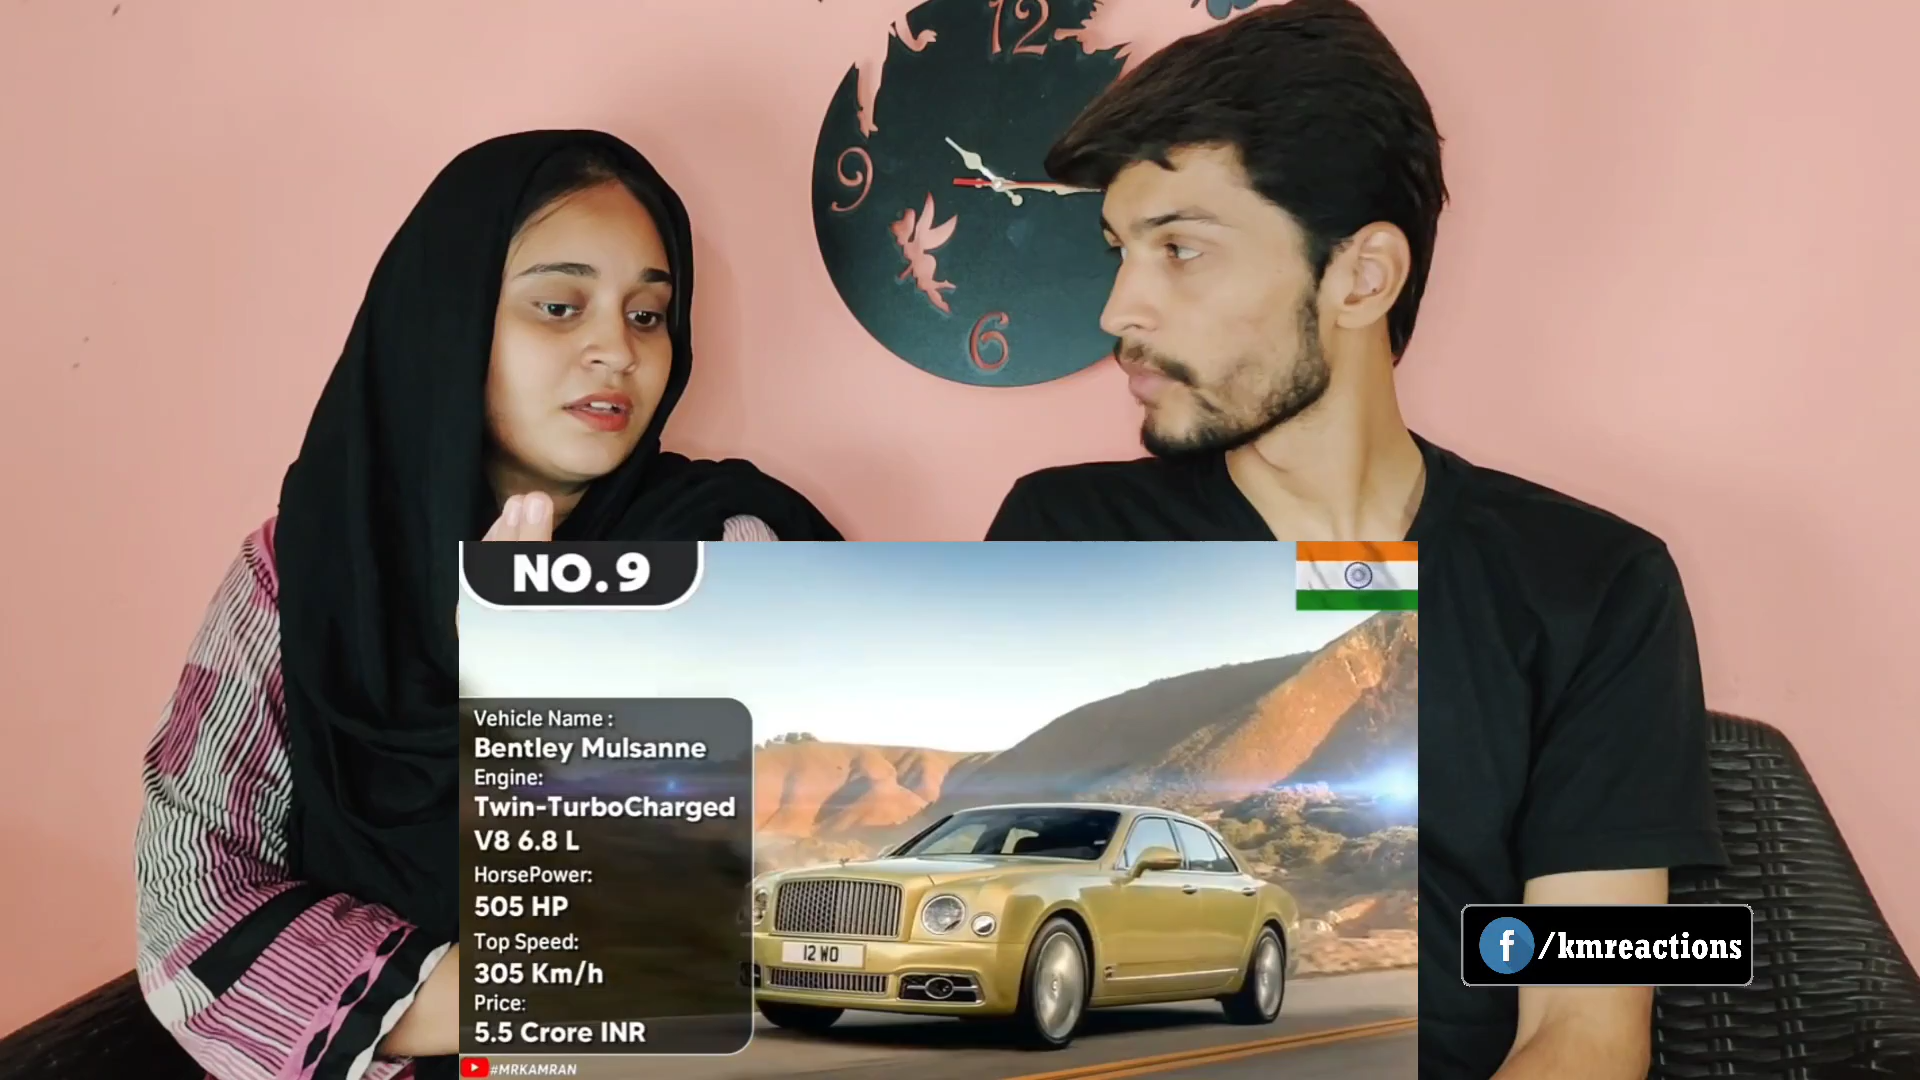 12
9
6
NO.9
Vehicle Name :
Bentley Mulsanne
Engine:
Twin-TurboCharged
V8 6.8 L
HorsePower:
505 HP
Top Speed:
305 Km/h
Price:
5.5 Crore INR
12 WO
#MRKAMRAN
f/kmreactions